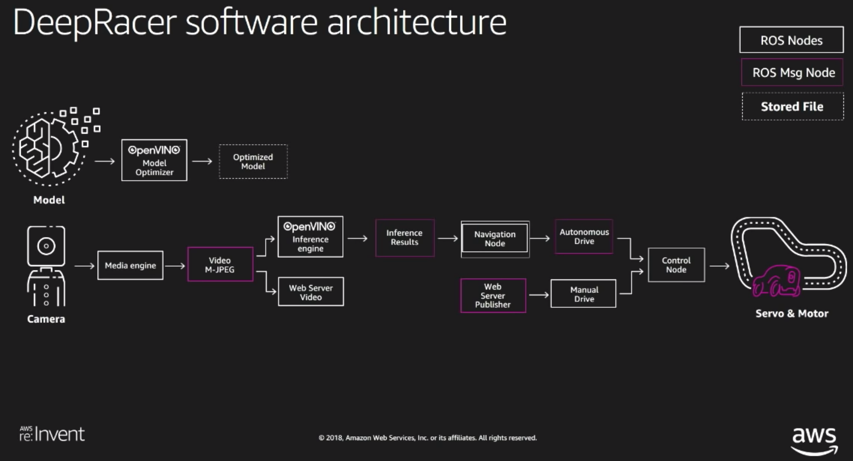 DeepRacer software architecture
ROS Nodes
ROS Msg Node
Stored File
OpenVINO
Model
Optimizer
Optimized
Model
Model
OpenVINO
Inference
engine
Inference
Results
Navigation
Node
Autonomous
Drive
Media engine
Video
M-JPEG
Control
Node
Web Server
Video
Web
Server
Publisher
Manual
Drive
Camera
Servo & Motor
AWS
re:Invent
© 2018, Amazon Web Services, Inc. or its affiliates. All rights reserved.
aws